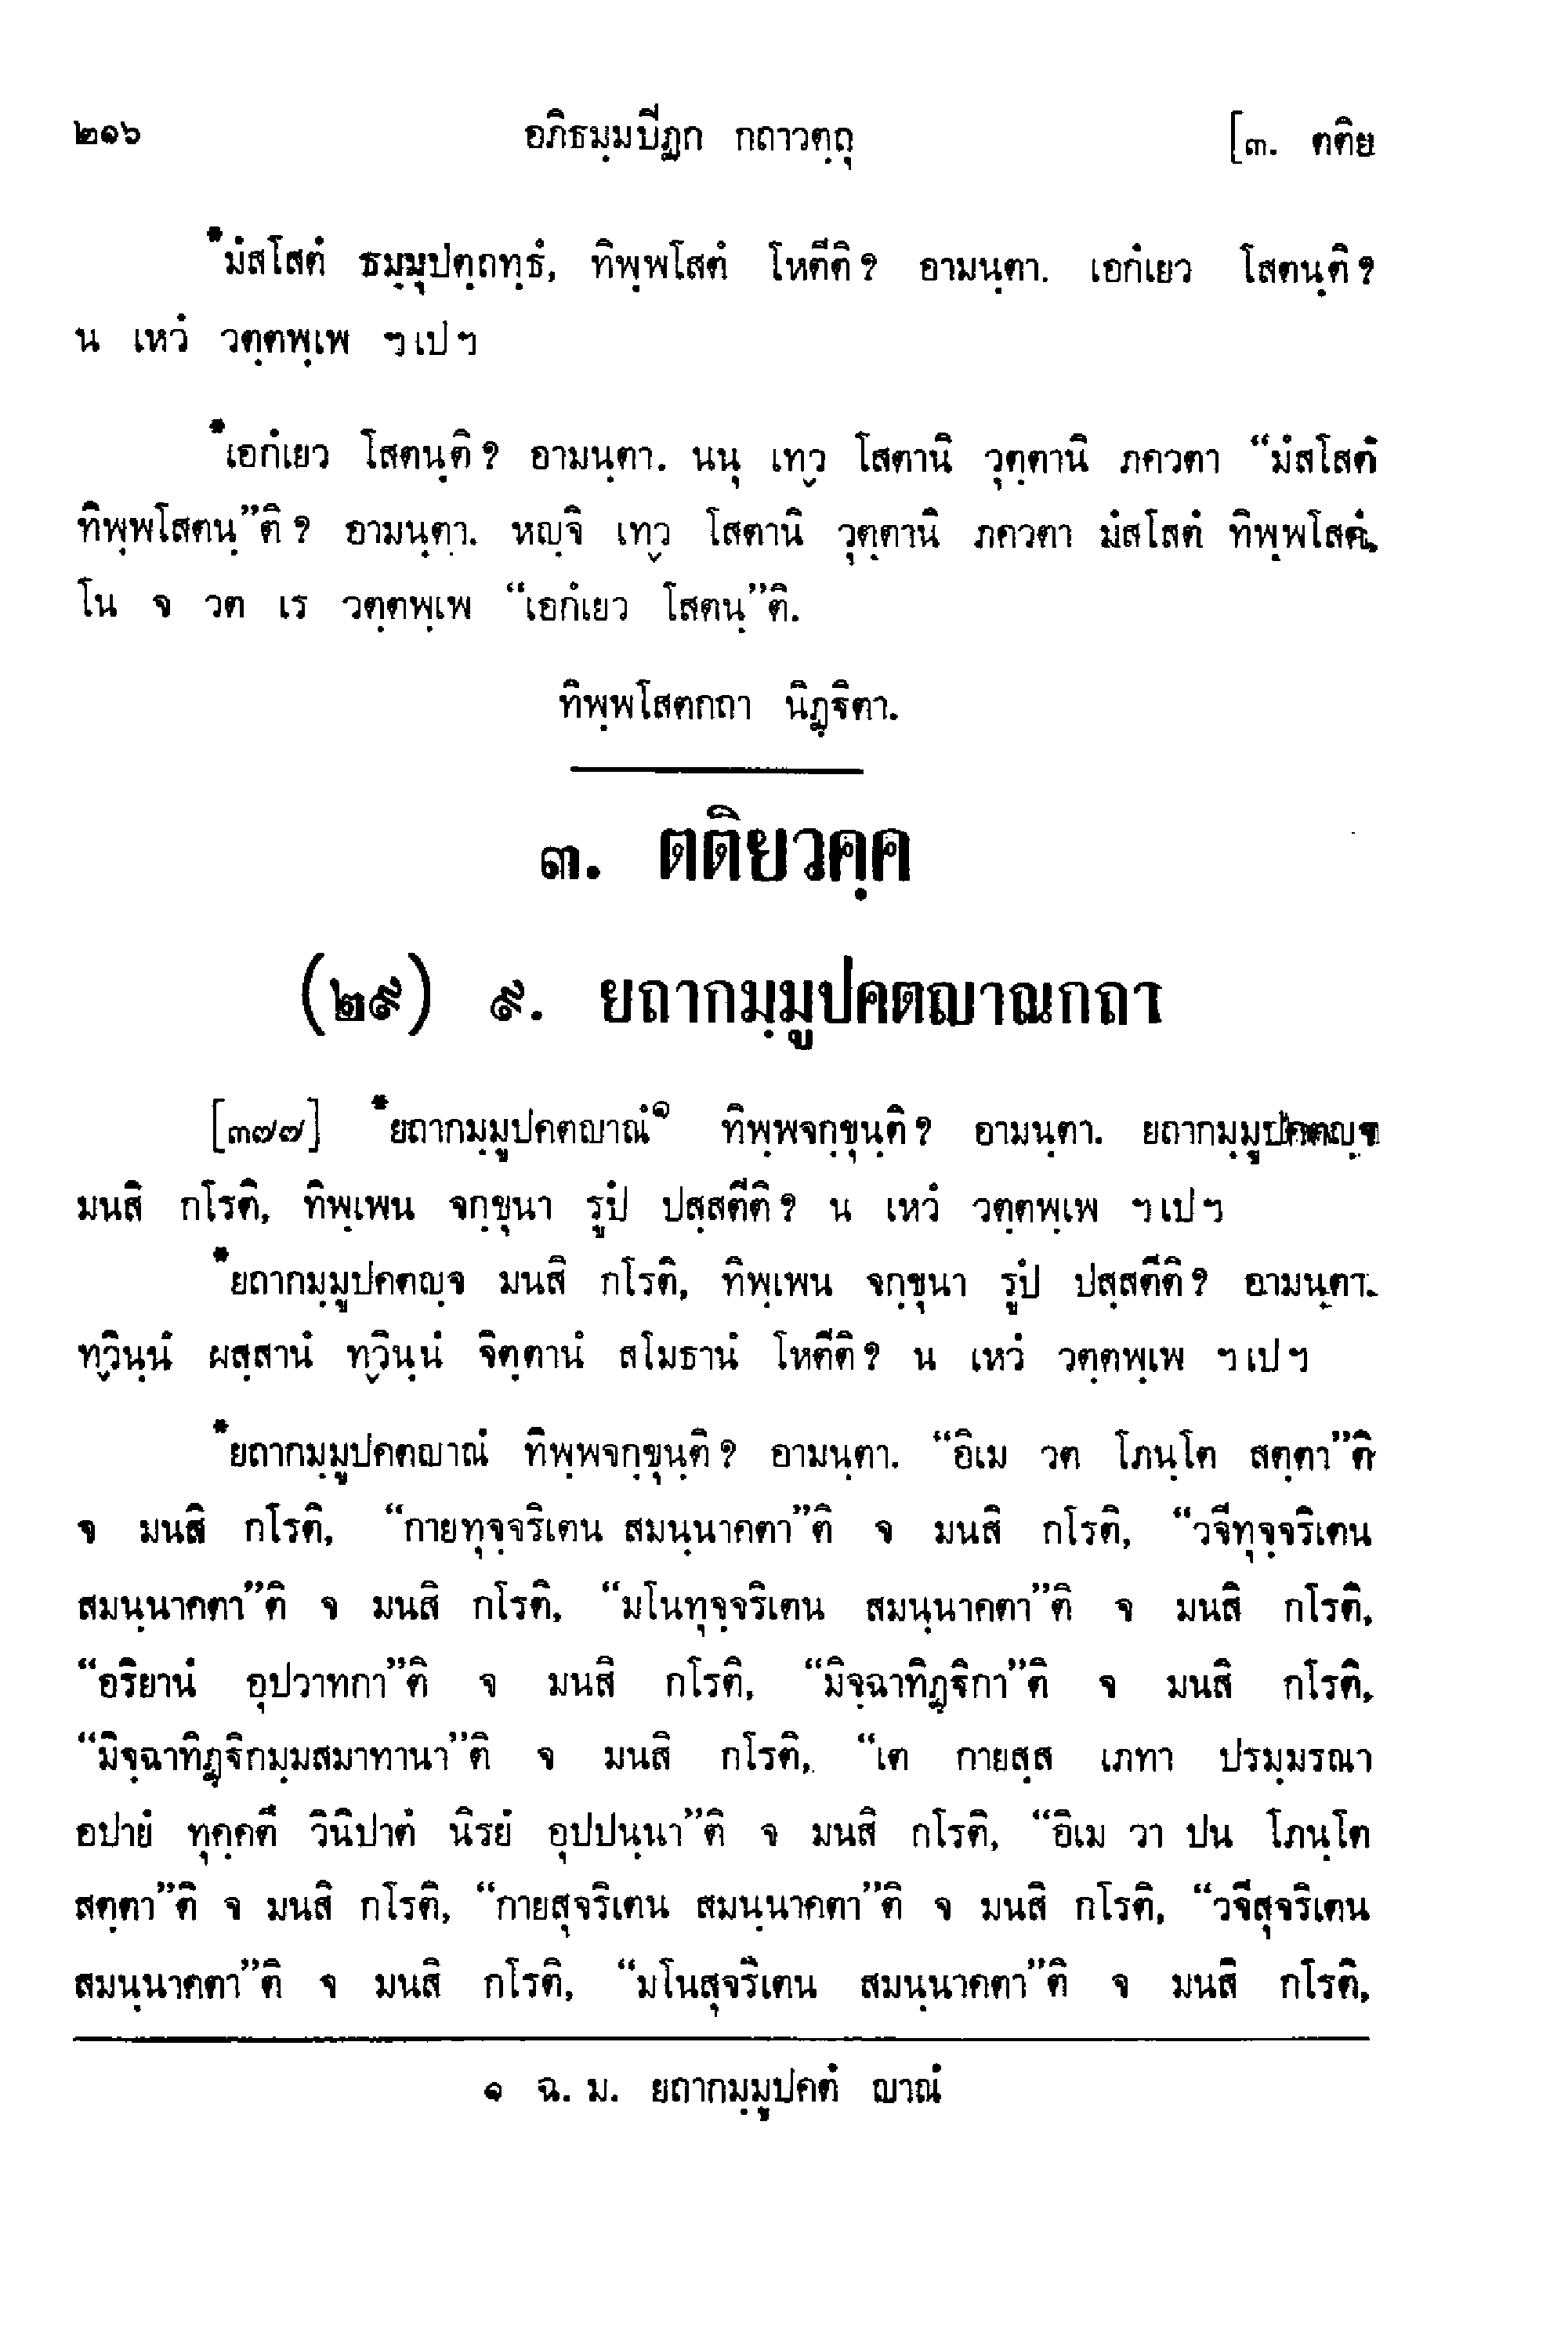 ๒๑๖ อภิธมฺมปีฏก กถาวตฺถุ [๓. ตติย
*มํสโสตํ ธมฺมุปตฺถทฺธํ, ทิพฺพโสตํ โหตีติ? อามนฺตา. เอกํเยว โสตนฺติ?
น เหวํ วตฺตพฺเพ ฯเปฯ
*เอกํเยว โสตนฺติ? อามนฺตา. นนุ เทฺว โสตานิ วุตฺตานิ ภควตา “มํสโสตํ
ทิพฺพโสตนฺ”ติ? อามนฺตา. หญฺจิ เทฺว โสตานิ วุตฺตานิ ภควตา มํสโสตํ ทิพฺพโสตํ,
โน จ วต เร วตฺตพฺเพ “เอกํเยว โสตนฺ”ติ.
ทิพฺพโสตกถา นิฏฺฐิตา.
๓. ตติยวคฺค
(๒๙) ๙. ยถากมฺมูปคตญาณกถา
[๓๗๗] *ยถากมฺมูปคตญาณํ๑ ทิพฺพจกฺขุนฺติ? อามนฺตา. ยถากมฺมูปคตญฺจ
มนสิ กโรติ, ทิพฺเพน จกฺขุนา รูปํ ปสฺสตีติ? น เหวํ วตฺตพฺเพ ฯเปฯ
*ยถากมฺมูปคตญฺจ มนสิ กโรติ, ทิพฺเพน จกฺขุนา รูปํ ปสฺสตีติ? อามนฺตา.
ทฺวินฺนํ ผสฺสานํ ทฺวินฺนํ จิตฺตานํ สโมธานํ โหตีติ? น เหวํ วตฺตพฺเพ ฯเปฯ
*ยถากมฺมูปคตญาณํ ทิพฺพจกฺขุนฺติ? อามนฺตา. “อิเม วต โภนฺโต สตฺตา”ติ
จ มนสิ กโรติ, “กายทุจฺจริเตน สมนฺนาคตา”ติ จ มนสิ กโรติ, “วจีทุจฺจริเตน
สมนฺนาคตา”ติ จ มนสิ กโรติ, “มโนทุจฺจริเตน สมนฺนาคตา”ติ จ มนสิ กโรติ,
“อริยานํ อุปวาทกา”ติ จ มนสิ กโรติ, “มิจฺฉาทิฏฺฐิกา”ติ จ มนสิ กโรติ,
“มิจฺฉาทิฏฺฐิกมฺมสมาทานา”ติ จ มนสิ กโรติ, “เต กายสฺส เภทา ปรมฺมรณา
อปายํ ทุคฺคตึ วินิปาตํ นิรยํ อุปปนฺนา”ติ จ มนสิ กโรติ, “อิเม วา ปน โภนฺโต
สตฺตา”ติ จ มนสิ กโรติ, “กายสุจริเตน สมนฺนาคตา”ติ จ มนสิ กโรติ, “วจีสุจริเตน
สมนฺนาคตา”ติ จ มนสิ กโรติ, “มโนสุจริเตน สมนฺนาคตา”ติ จ มนสิ กโรติ,
๑ ฉ. ม. ยถากมฺมูปคตํ ญาณํ